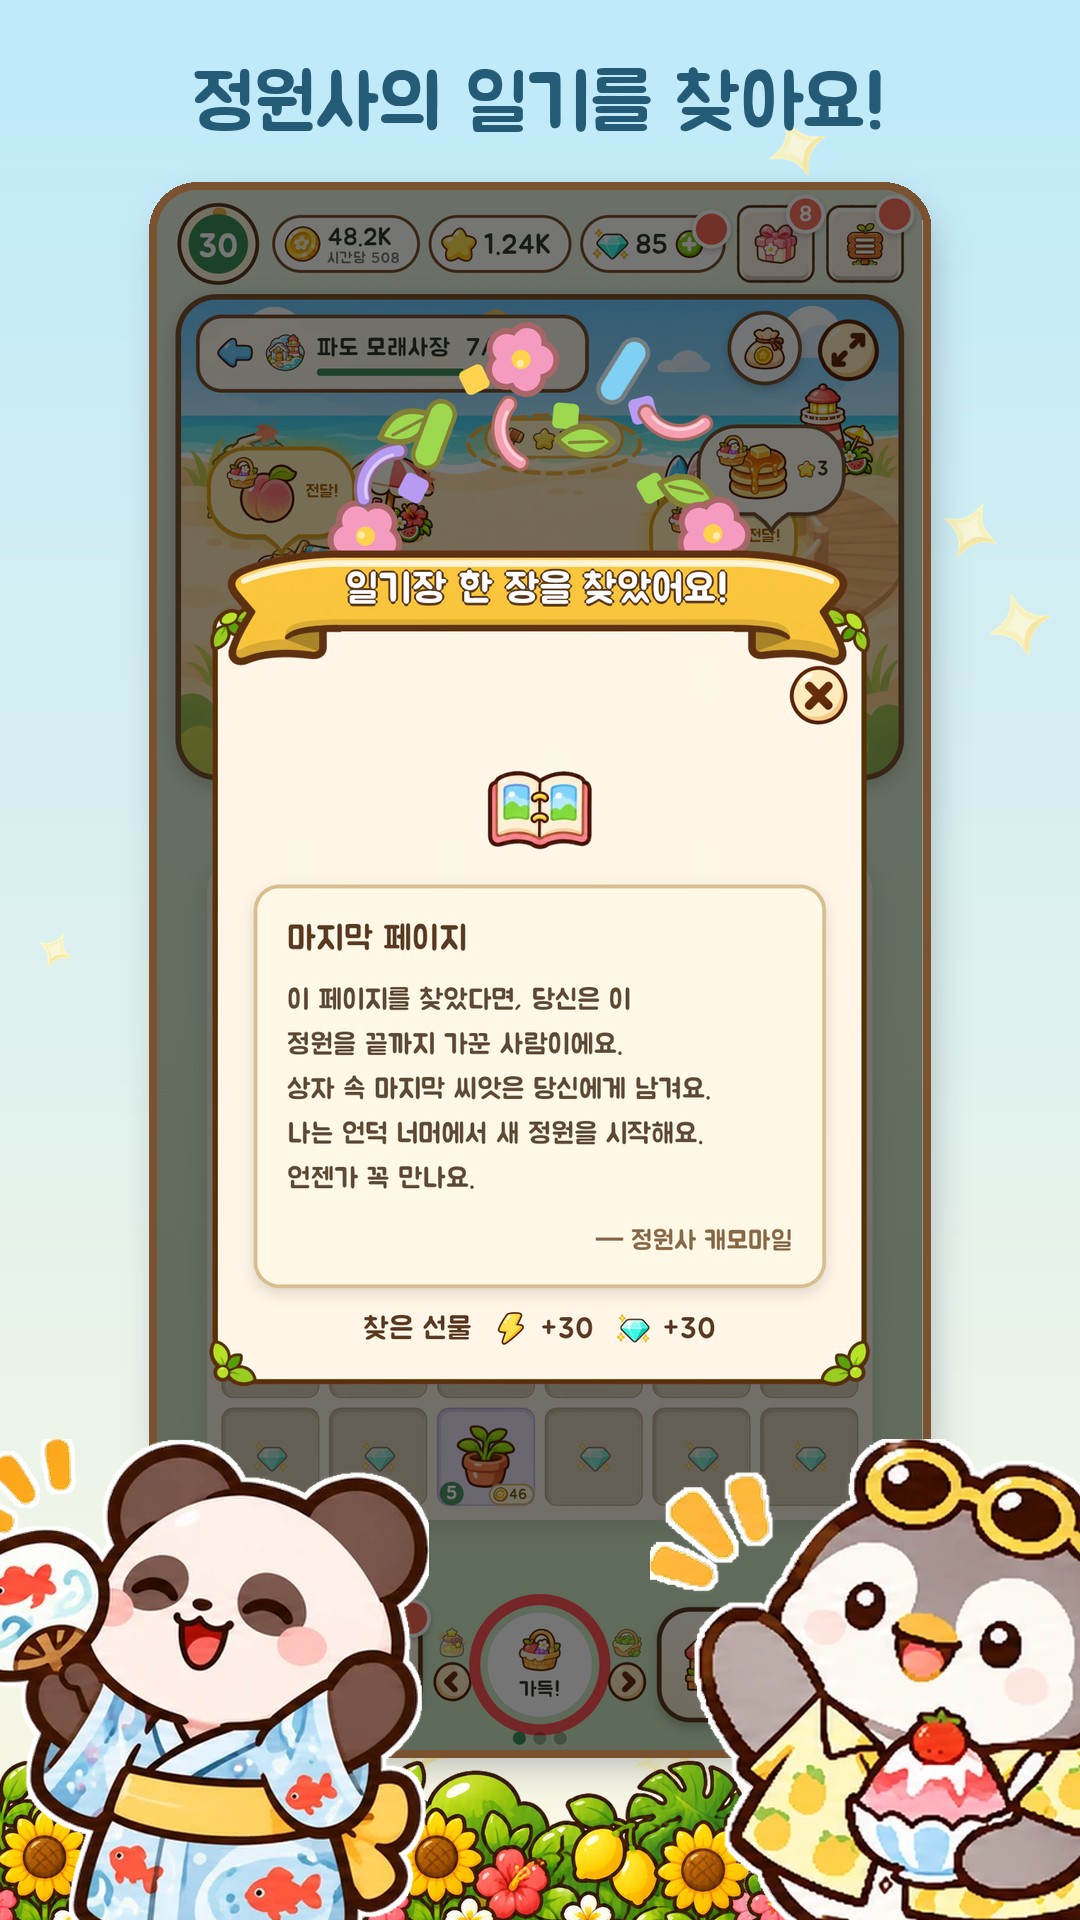 정원사의 일기를 찾아요!
30
48.2K
시간당 508
1.24K
85
8
파도 모래사장 7/
전달!
3
전달!
일기장 한 장을 찾았어요!
마지막 페이지
이 페이지를 찾았다면, 당신은 이
정원을 끝까지 가꾼 사람이에요.
상자 속 마지막 씨앗은 당신에게 남겨요.
나는 언덕 너머에서 새 정원을 시작해요.
언젠가 꼭 만나요.
— 정원사 캐모마일
찾은 선물 +30 +30
5
46
가득!